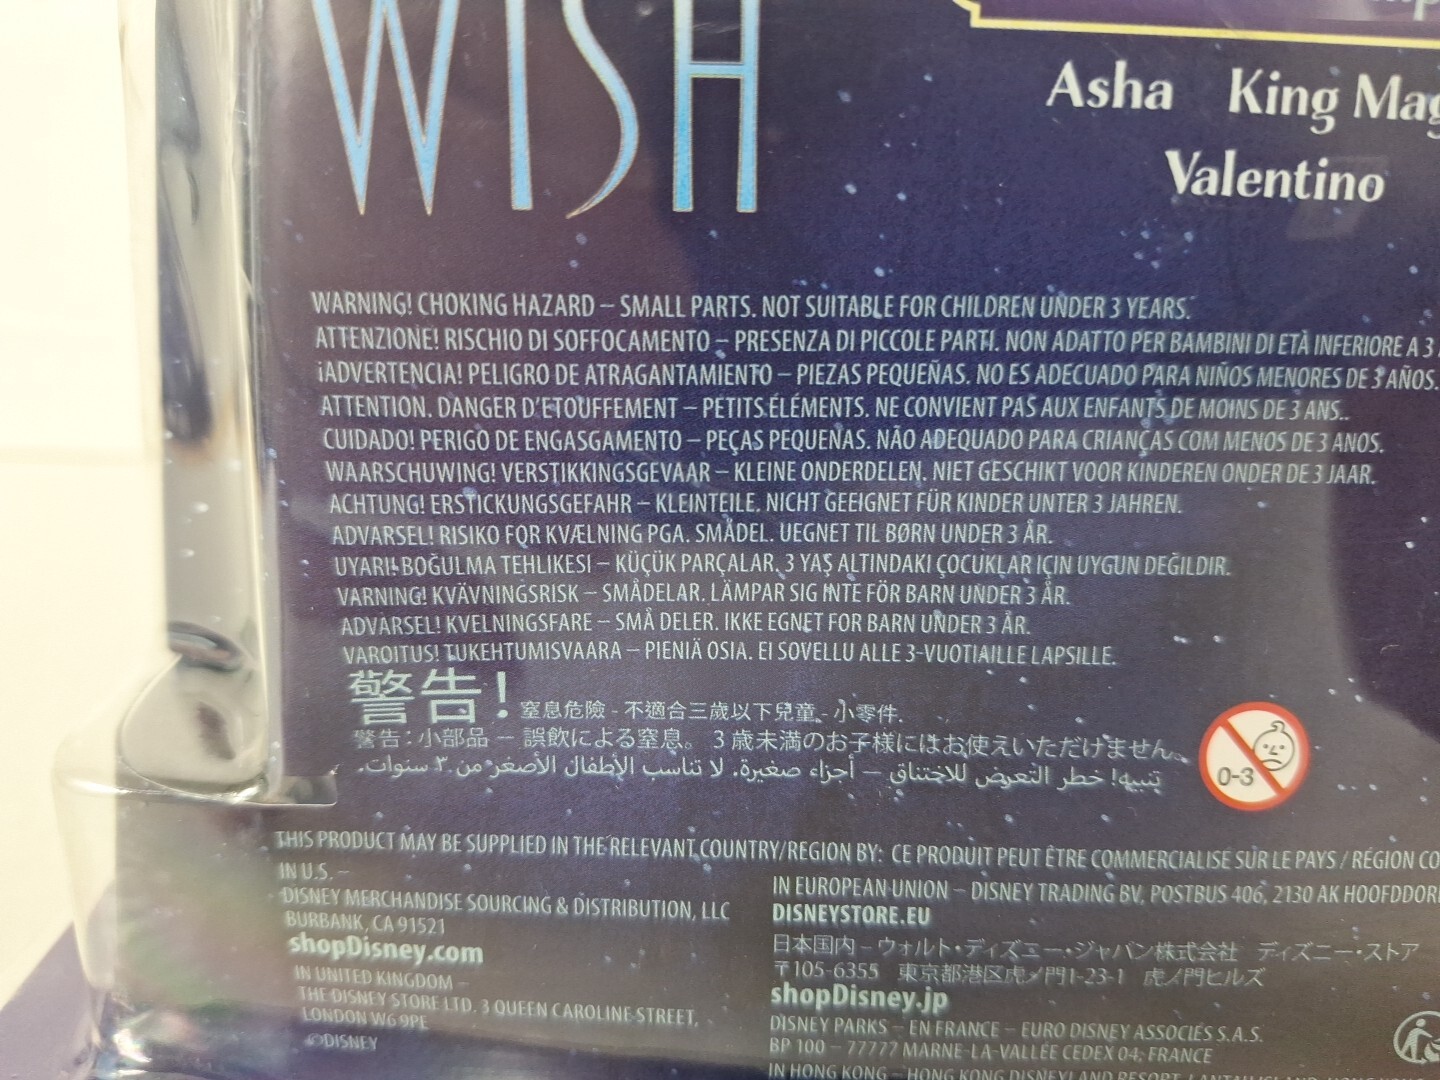 WISH
Asha King Mag
Valentino
WARNING! CHOKING HAZARD – SMALL PARTS. NOT SUITABLE FOR CHILDREN UNDER 3 YEARS.
ATTENZIONE! RISCHIO DI SOFFOCAMENTO – PRESENZA DI PICCOLE PARTI. NON ADATTO PER BAMBINI DI ETÀ INFERIORE A 3
¡ADVERTENCIA! PELIGRO DE ATRAGANTAMIENTO – PIEZAS PEQUEÑAS. NO ES ADECUADO PARA NIÑOS MENORES DE 3 AÑOS.
ATTENTION. DANGER D'ETOUFFEMENT – PETITS ÉLÉMENTS. NE CONVIENT PAS AUX ENFANTS DE MOINS DE 3 ANS..
CUIDADO! PERIGO DE ENGASGAMENTO – PEÇAS PEQUENAS. NÃO ADEQUADO PARA CRIANÇAS COM MENOS DE 3 ANOS.
WAARSCHUWING! VERSTIKKINGSGEVAAR – KLEINE ONDERDELEN. NIET GESCHIKT VOOR KINDEREN ONDER DE 3 JAAR.
ACHTUNG! ERSTICKUNGSGEFAHR – KLEINTEILE. NICHT GEEIGNET FÜR KINDER UNTER 3 JAHREN.
ADVARSEL! RISIKO FOR KVÆLNING PGA. SMÅDEL. UEGNET TIL BØRN UNDER 3 ÅR.
UYARI! BOĞULMA TEHLIKESI – KÜÇÜK PARÇALAR. 3 YAŞ ALTINDAKI ÇOCUKLAR IÇIN UYGUN DEĞILDIR.
VARNING! KVÄVNINGSRISK – SMÅDELAR. LÄMPAR SIG INTE FÖR BARN UNDER 3 ÅR.
ADVARSEL! KVELNINGSFARE – SMÅ DELER. IKKE EGNET FOR BARN UNDER 3 ÅR.
VAROITUS! TUKEHTUMISVAARA – PIENIÄ OSIA. EI SOVELLU ALLE 3-VUOTIAILLE LAPSILLE.
警告! 窒息危險 - 不適合三歲以下兒童 - 小零件.
警告：小部品 － 誤飲による窒息。 3 歳未満のお子様にはお使えいただけません。
تنبيه! خطر التعرض للاختناق – أجزاء صغيرة. لا تناسب الأطفال الأصغر من ٣ سنوات.
0-3
THIS PRODUCT MAY BE SUPPLIED IN THE RELEVANT COUNTRY/REGION BY: CE PRODUIT PEUT ÊTRE COMMERCIALISÉ SUR LE PAYS / RÉGION CO
IN U.S. –
DISNEY MERCHANDISE SOURCING & DISTRIBUTION, LLC
BURBANK, CA 91521
shopDisney.com
IN UNITED KINGDOM –
THE DISNEY STORE LTD. 3 QUEEN CAROLINE STREET,
LONDON W6 9PE
©DISNEY
IN EUROPEAN UNION – DISNEY TRADING BV, POSTBUS 406, 2130 AK HOOFDDOR
DISNEYSTORE.EU
日本国内 – ウォルト・ディズニー・ジャパン株式会社 ディズニー・ストア
〒105-6355 東京都港区虎ノ門1-23-1 虎ノ門ヒルズ
shopDisney.jp
DISNEY PARKS – EN FRANCE – EURO DISNEY ASSOCIÉS S.A.S.
BP 100 – 77777 MARNE-LA-VALLÉE CEDEX 04, FRANCE
IN HONG KONG – HONG KONG DISNEYLAND RESORT, LANTAU ISLAND,